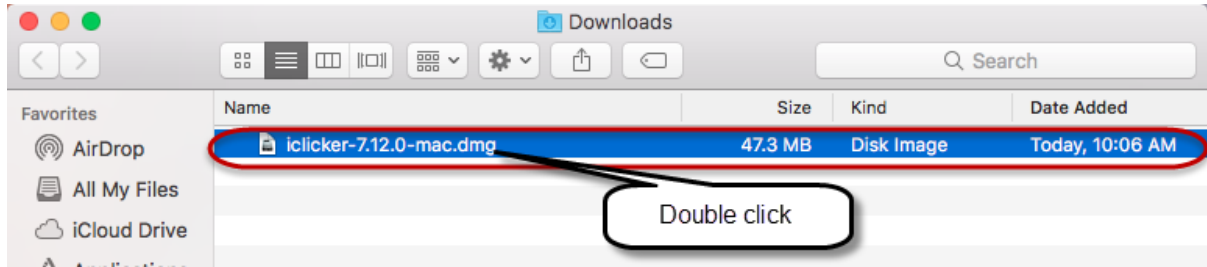 Downloads
Search
Favorites
Name Size Kind Date Added
AirDrop
iclicker-7.12.0-mac.dmg 47.3 MB Disk Image Today, 10:06 AM
All My Files
Double click
iCloud Drive
Applications